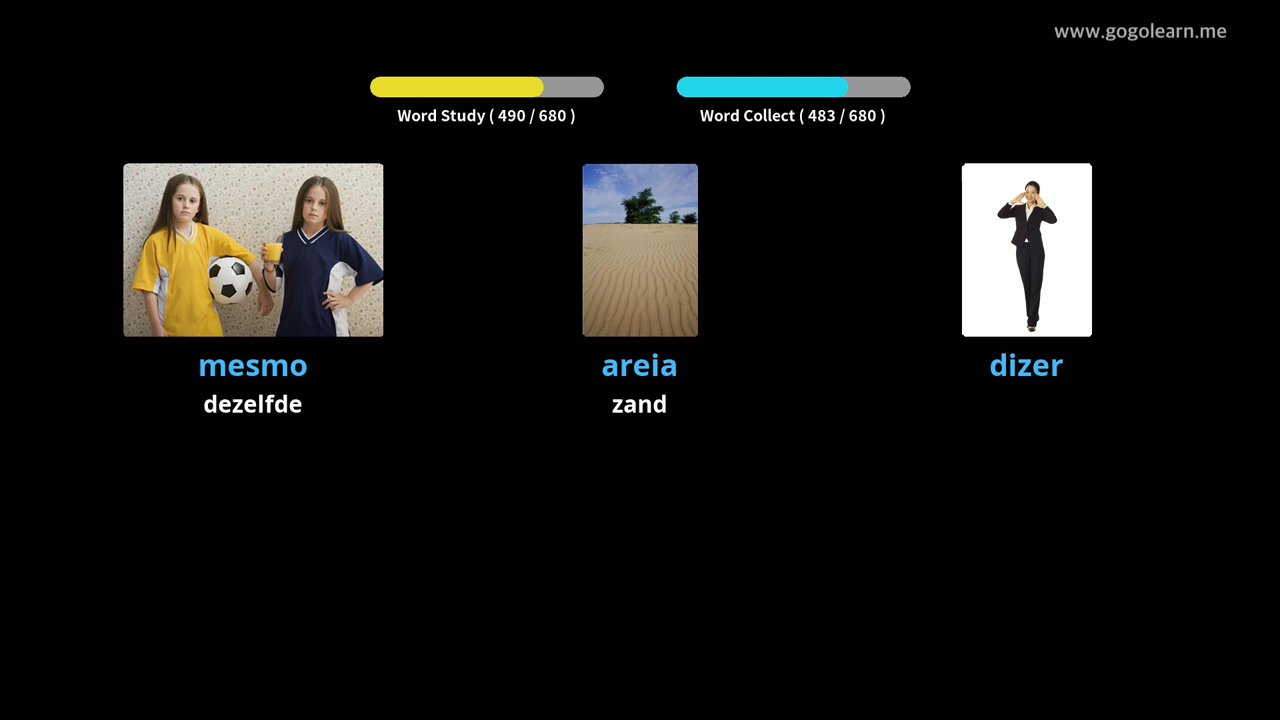 www.gogolearn.me
Word Study ( 490 / 680 )
Word Collect ( 483 / 680 )
mesmo
dezelfde
areia
zand
dizer